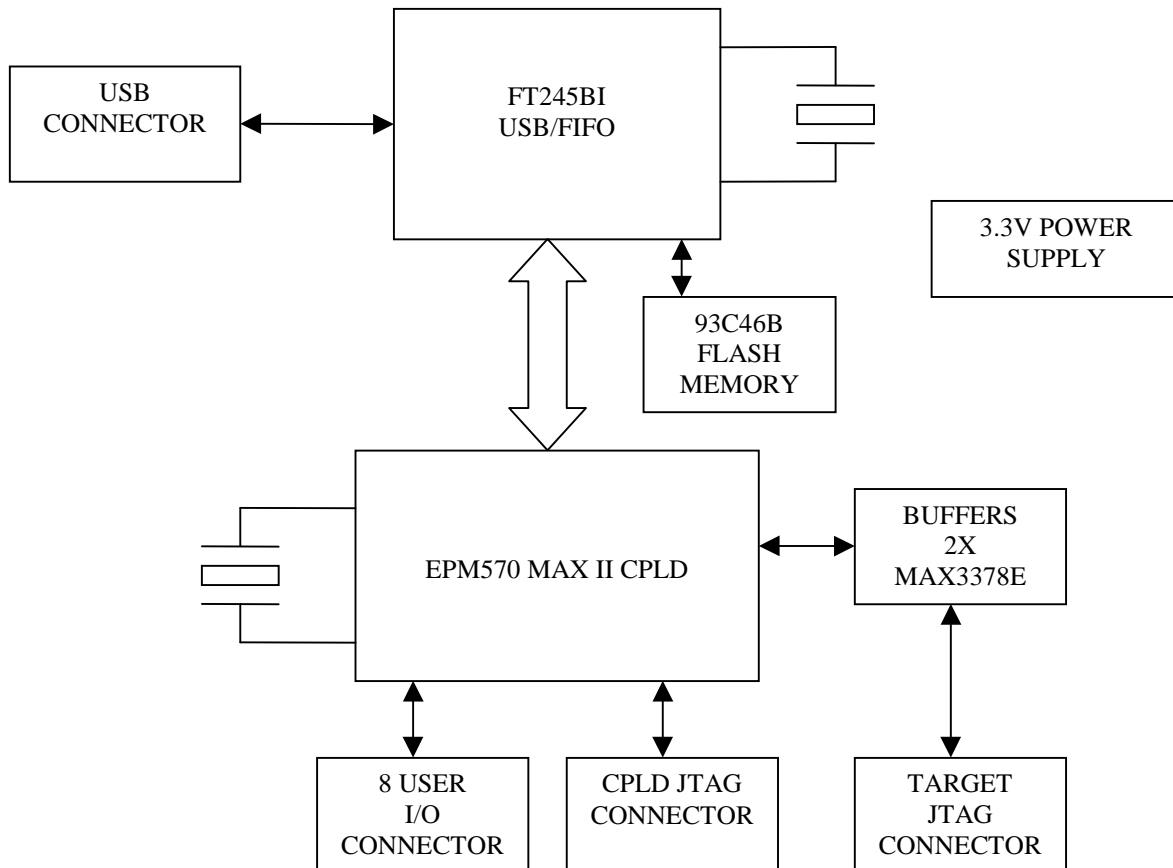 USB
CONNECTOR
FT245BI
USB/FIFO
3.3V POWER
SUPPLY
93C46B
FLASH
MEMORY
EPM570 MAX II CPLD
BUFFERS
2X
MAX3378E
8 USER
I/O
CONNECTOR
CPLD JTAG
CONNECTOR
TARGET
JTAG
CONNECTOR